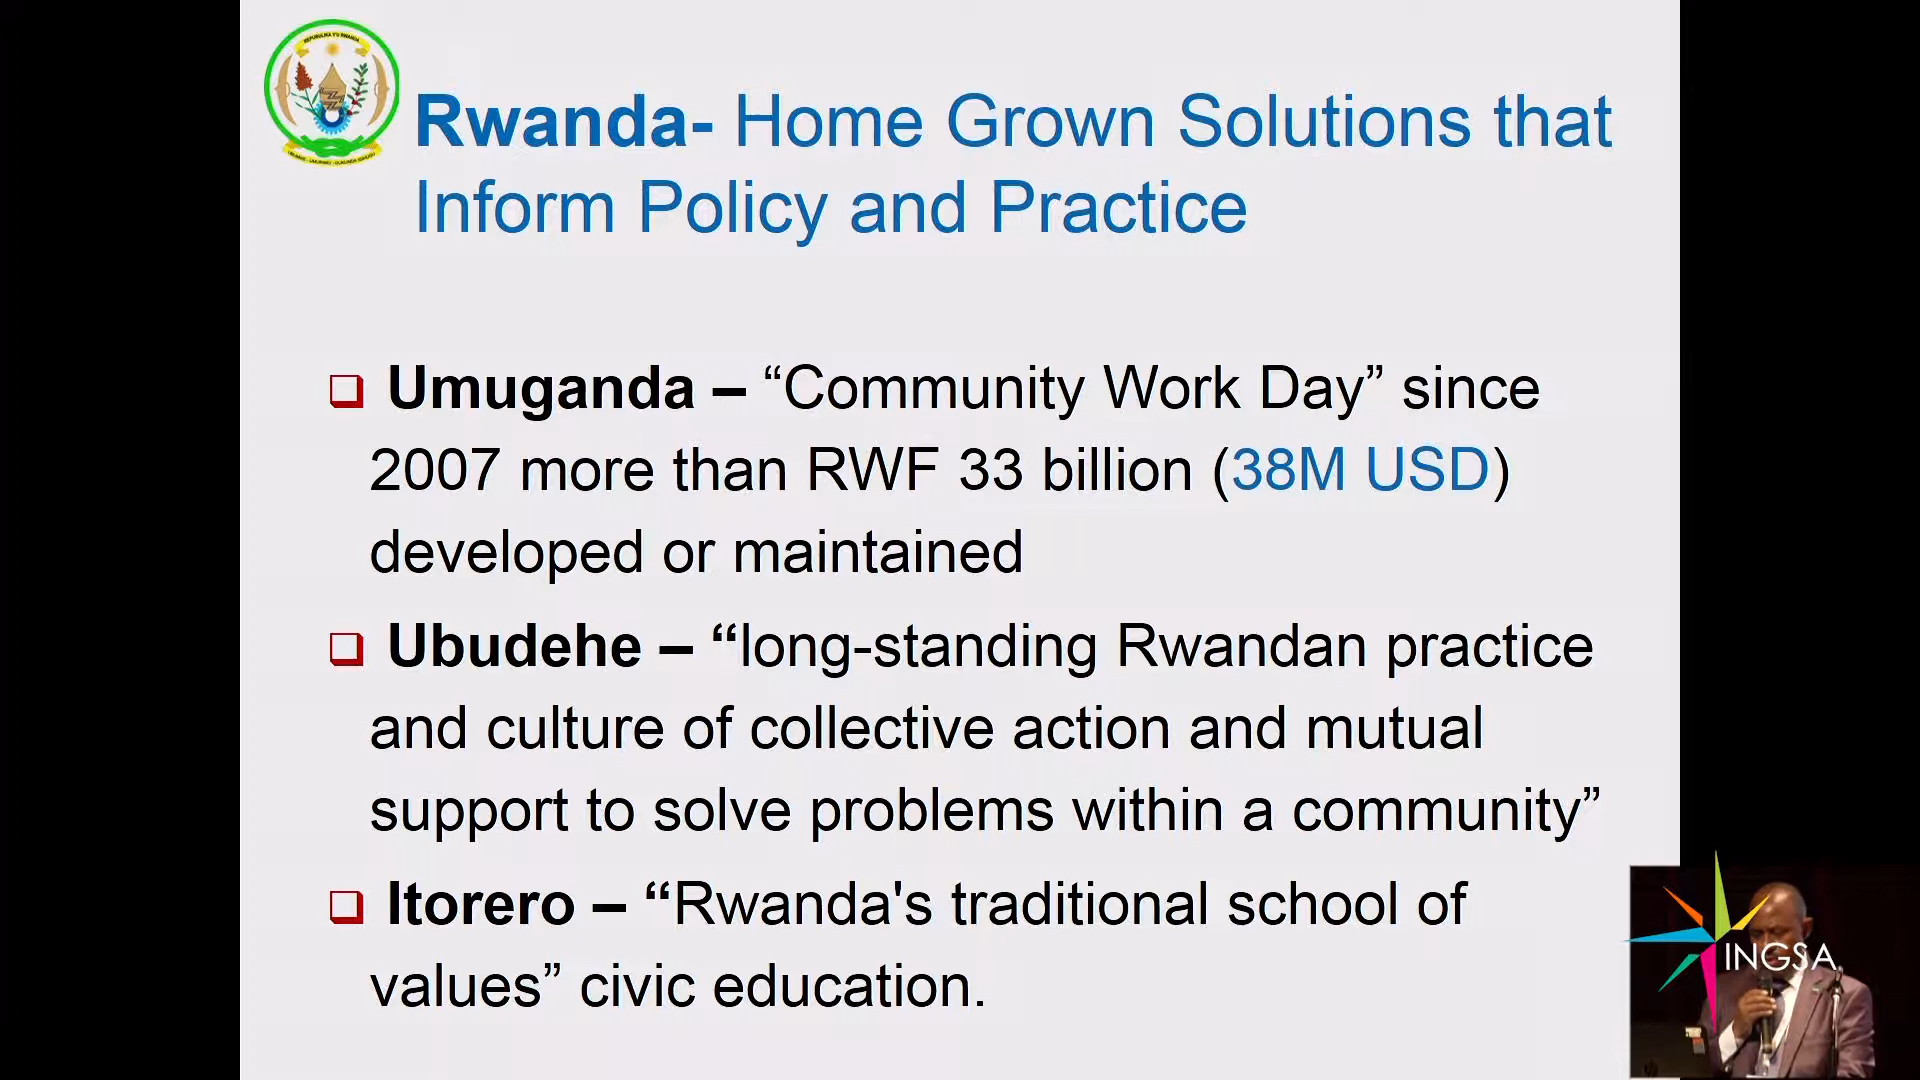 REPUBULIKA Y'U RWANDA
Rwanda- Home Grown Solutions that
Inform Policy and Practice
Umuganda – “Community Work Day” since
2007 more than RWF 33 billion (38M USD)
developed or maintained
Ubudehe – “long-standing Rwandan practice
and culture of collective action and mutual
support to solve problems within a community”
Itorero – “Rwanda's traditional school of
values” civic education.
INGSA